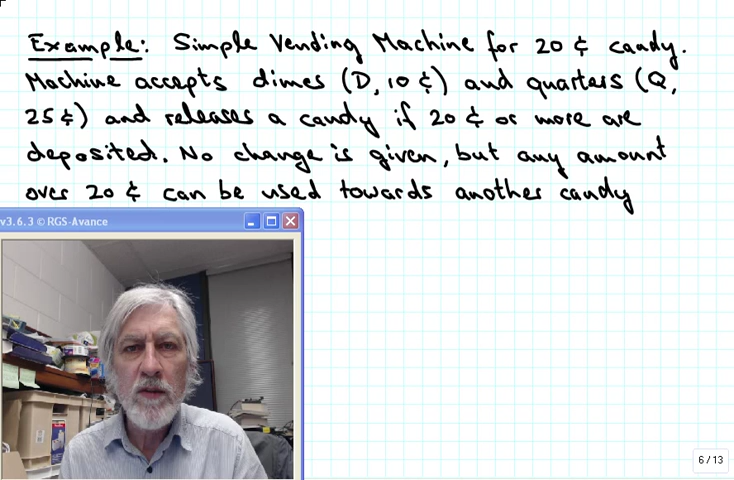 Example: Simple Vending Machine for 20 ¢ candy.
Machine accepts dimes (D, 10 ¢) and quarters (Q,
25 ¢) and releases a candy if 20 ¢ or more are
deposited. No change is given, but any amount
over 20 ¢ can be used towards another candy
v3.6.3 © RGS-Avance
6 / 13